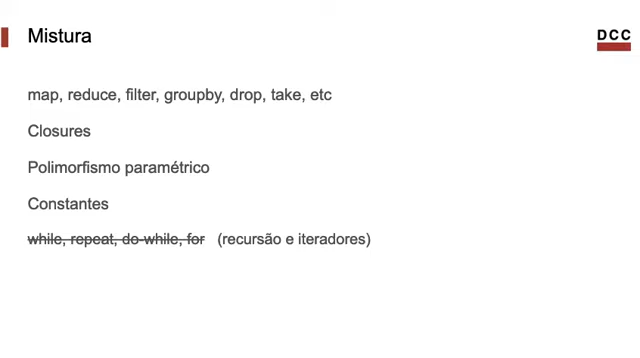 Mistura
DCC
map, reduce, filter, groupby, drop, take, etc
Closures
Polimorfismo paramétrico
Constantes
while, repeat, do-while, for (recursão e iteradores)